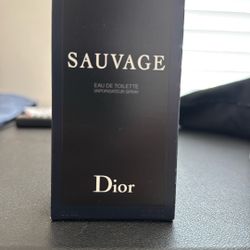 SAUVAGE
EAU DE TOILETTE
VAPORISATEUR SPRAY
Dior